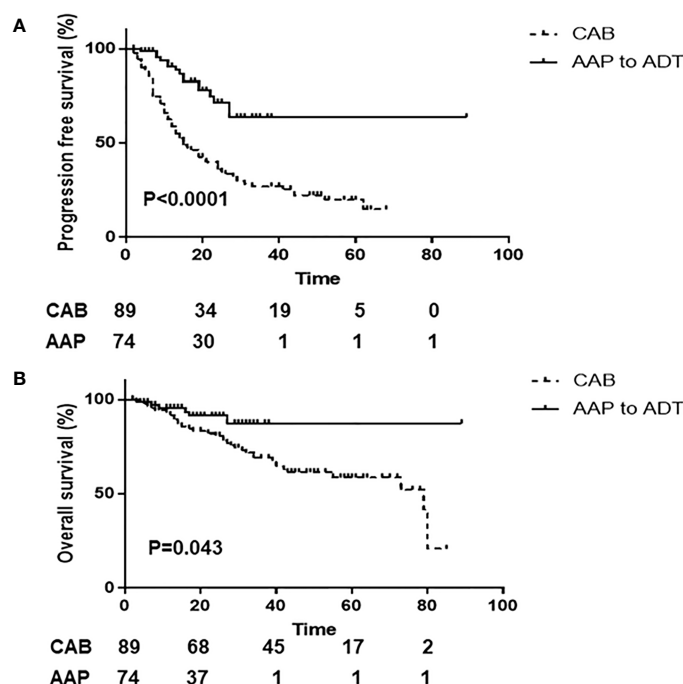 A
Progression free survival (%)
100
50
0
0 20 40 60 80 100
Time
P<0.0001
CAB
AAP to ADT
CAB 89 34 19 5 0
AAP 74 30 1 1 1
B
Overall survival (%)
100
50
0
0 20 40 60 80 100
Time
P=0.043
CAB
AAP to ADT
CAB 89 68 45 17 2
AAP 74 37 1 1 1